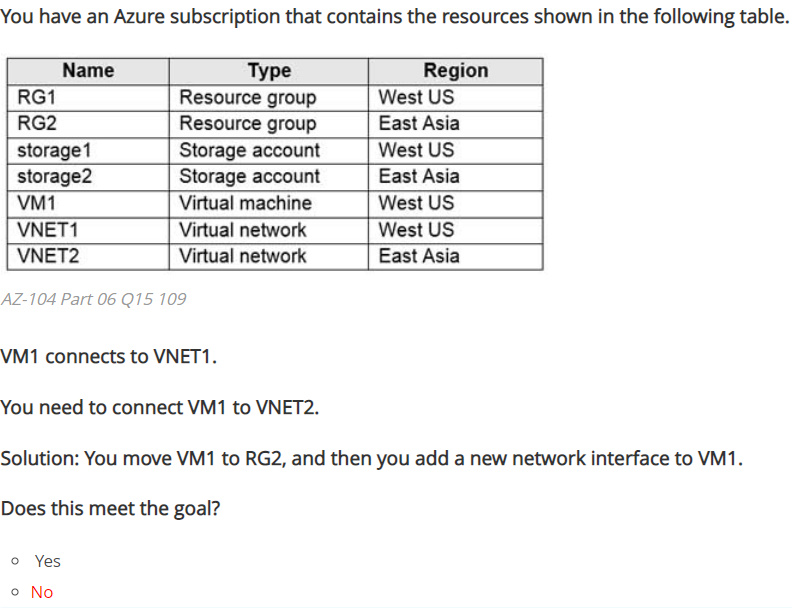 You have an Azure subscription that contains the resources shown in the following table.
Name Type Region
RG1 Resource group West US
RG2 Resource group East Asia
storage1 Storage account West US
storage2 Storage account East Asia
VM1 Virtual machine West US
VNET1 Virtual network West US
VNET2 Virtual network East Asia
AZ-104 Part 06 Q15 109
VM1 connects to VNET1.
You need to connect VM1 to VNET2.
Solution: You move VM1 to RG2, and then you add a new network interface to VM1.
Does this meet the goal?
Yes
No